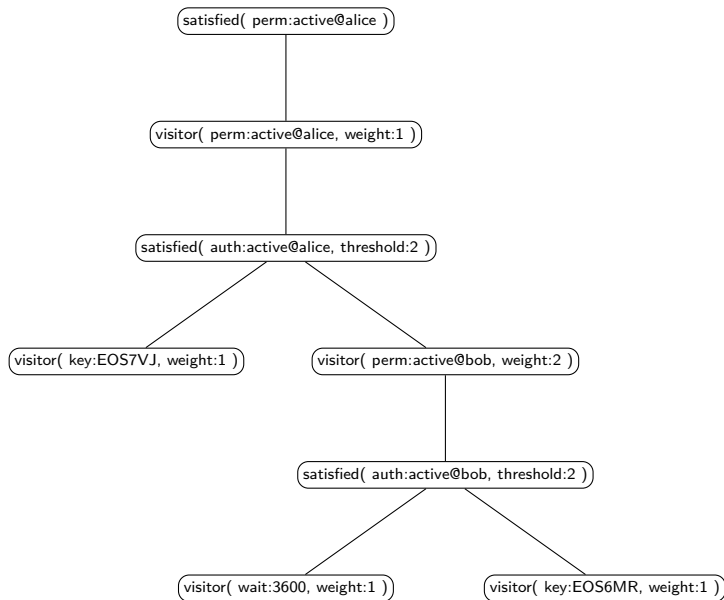 satisfied( perm:active@alice )
visitor( perm:active@alice, weight:1 )
satisfied( auth:active@alice, threshold:2 )
visitor( key:EOS7VJ, weight:1 )
visitor( perm:active@bob, weight:2 )
satisfied( auth:active@bob, threshold:2 )
visitor( wait:3600, weight:1 )
visitor( key:EOS6MR, weight:1 )